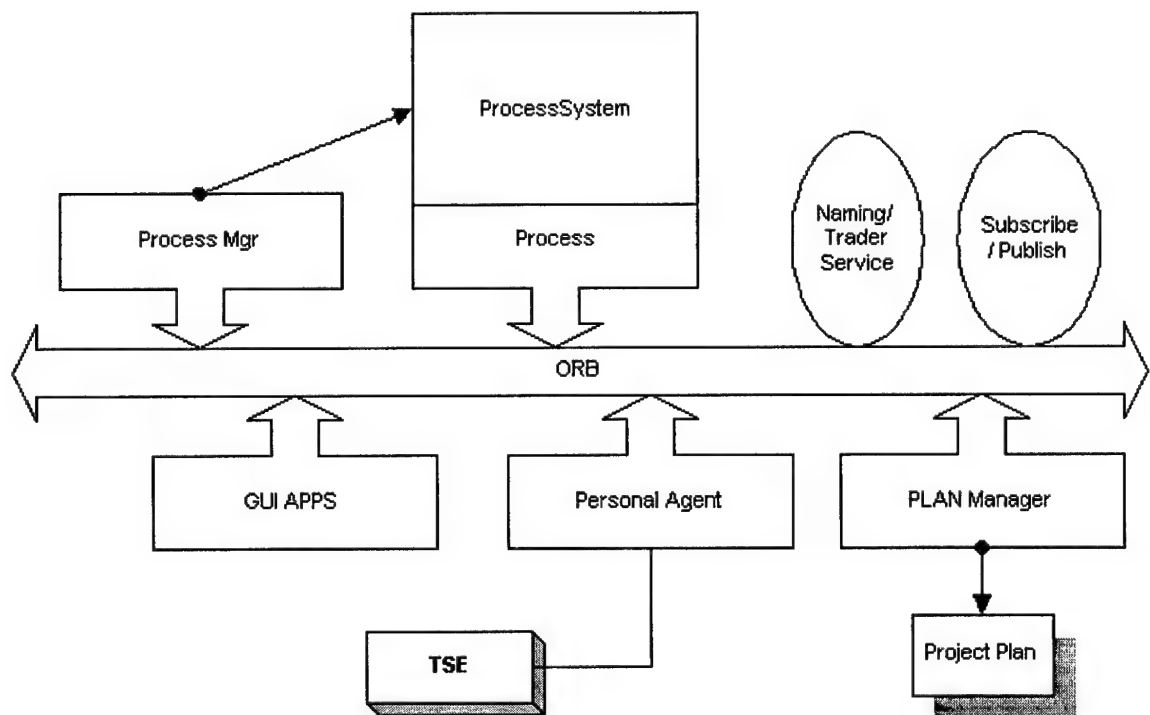 ProcessSystem
Process Mgr
Process
Naming/
Trader
Service
Subscribe
/ Publish
ORB
GUI APPS
Personal Agent
PLAN Manager
TSE
Project Plan